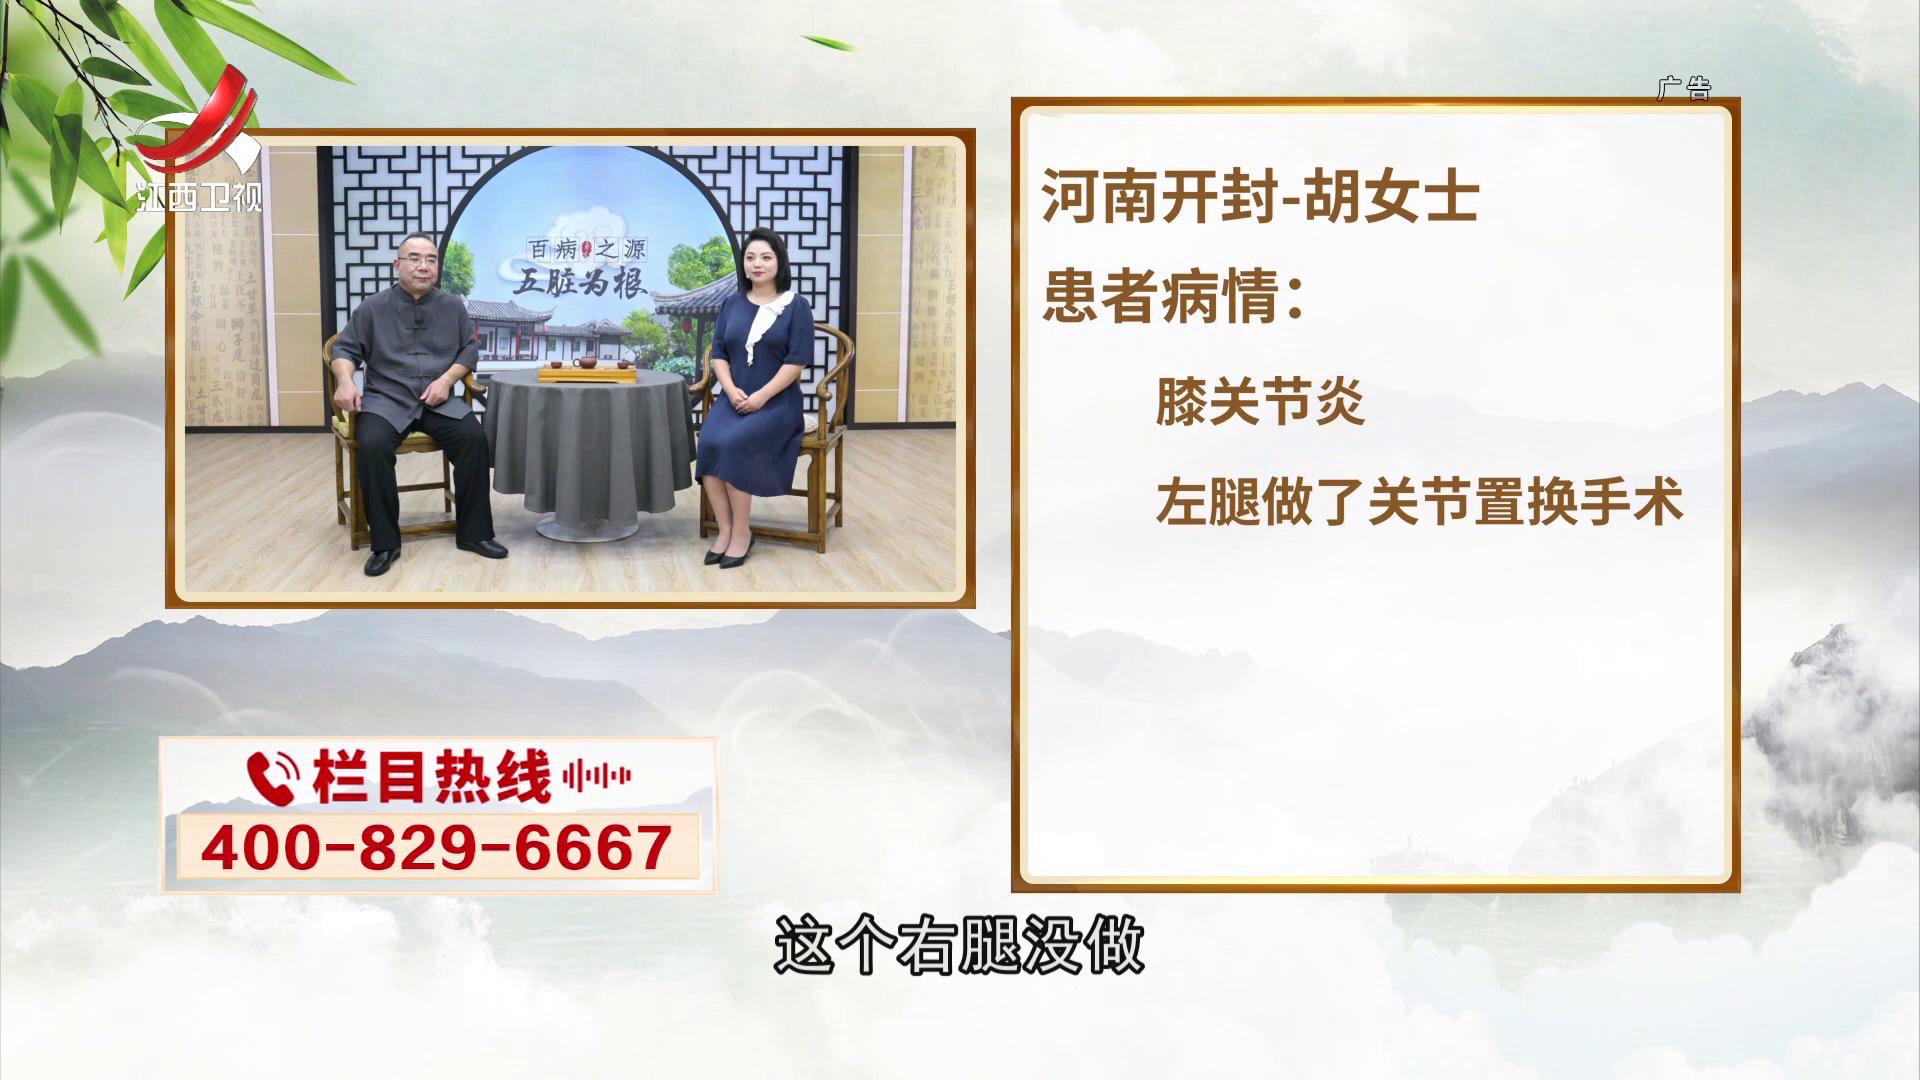 广告
江西卫视
百病之源
五脏为根
河南开封-胡女士
患者病情：
膝关节炎
左腿做了关节置换手术
栏目热线
400-829-6667
这个右腿没做